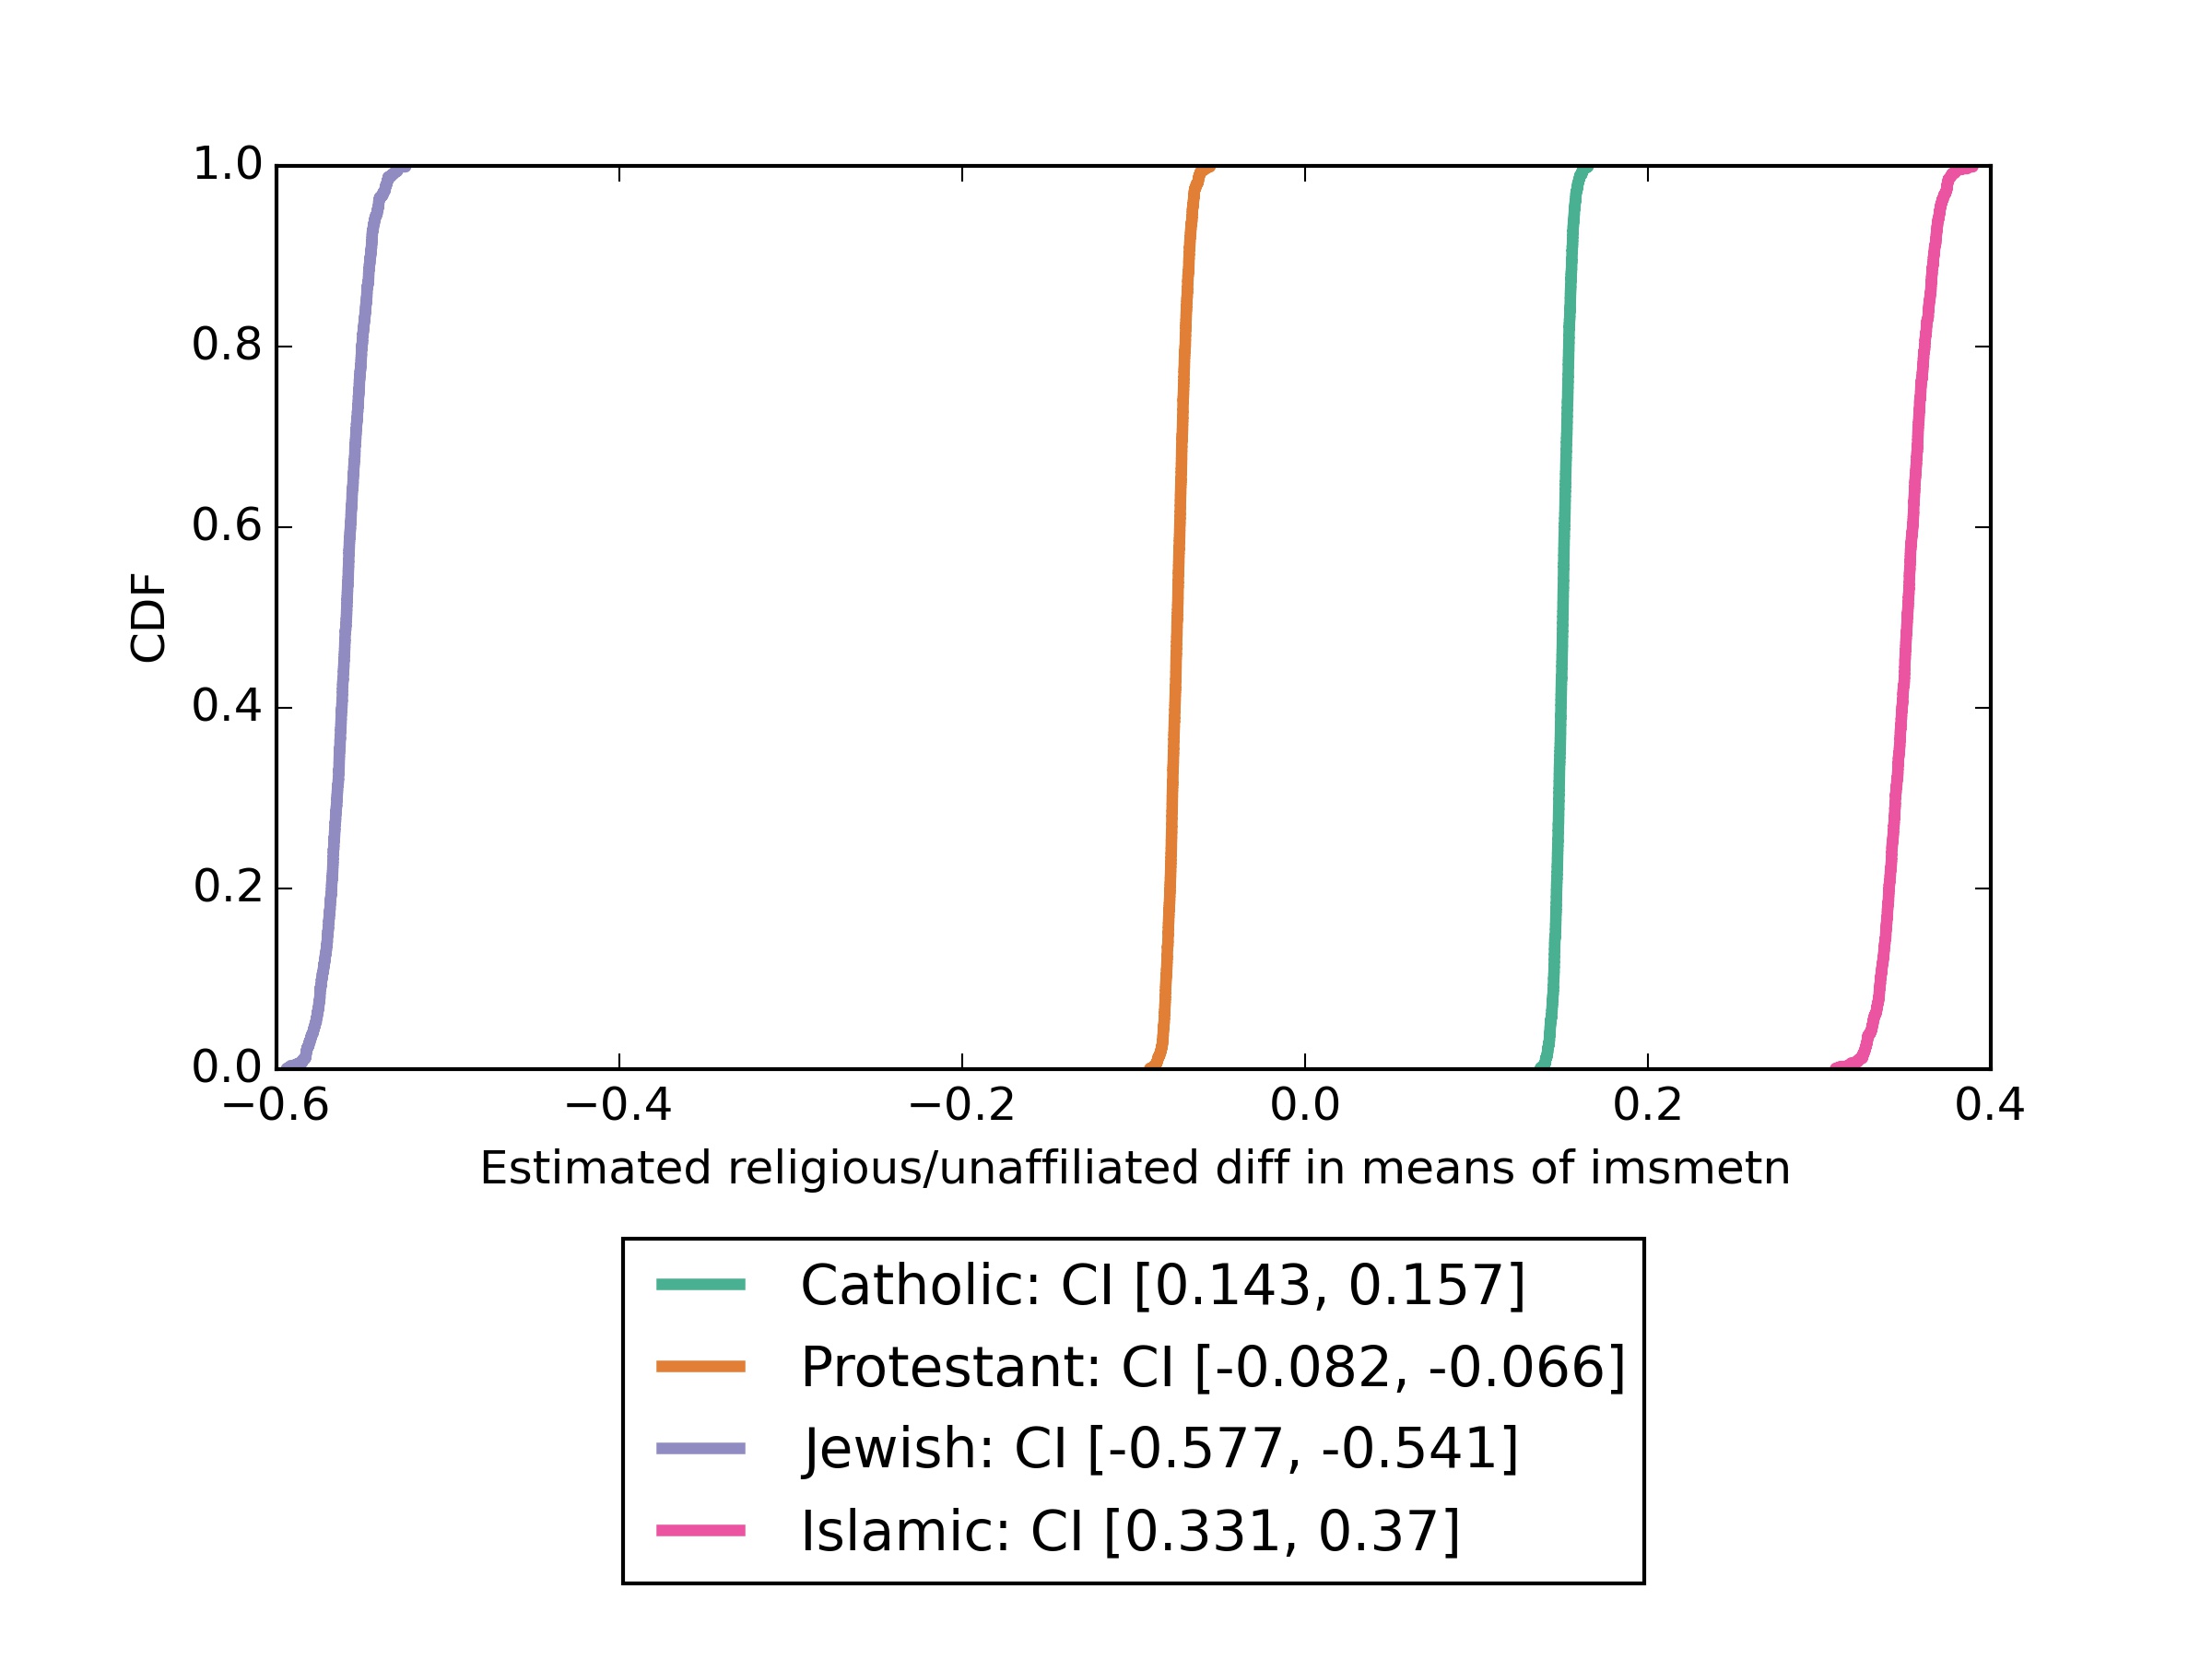 1.0
0.8
0.6
0.4
0.2
0.0
CDF
−0.6 −0.4 −0.2 0.0 0.2 0.4
Estimated religious/unaffiliated diff in means of imsmetn
Catholic: CI [0.143, 0.157]
Protestant: CI [-0.082, -0.066]
Jewish: CI [-0.577, -0.541]
Islamic: CI [0.331, 0.37]